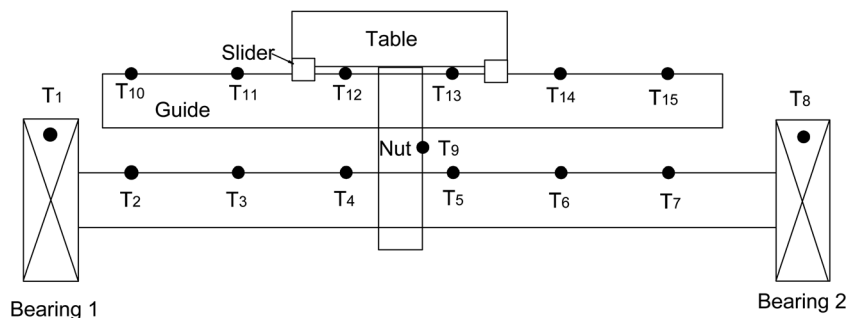 Table
Slider
T10 T11 T12 T13 T14 T15
T1 Guide T8
Nut T9
T2 T3 T4 T5 T6 T7
Bearing 1 Bearing 2